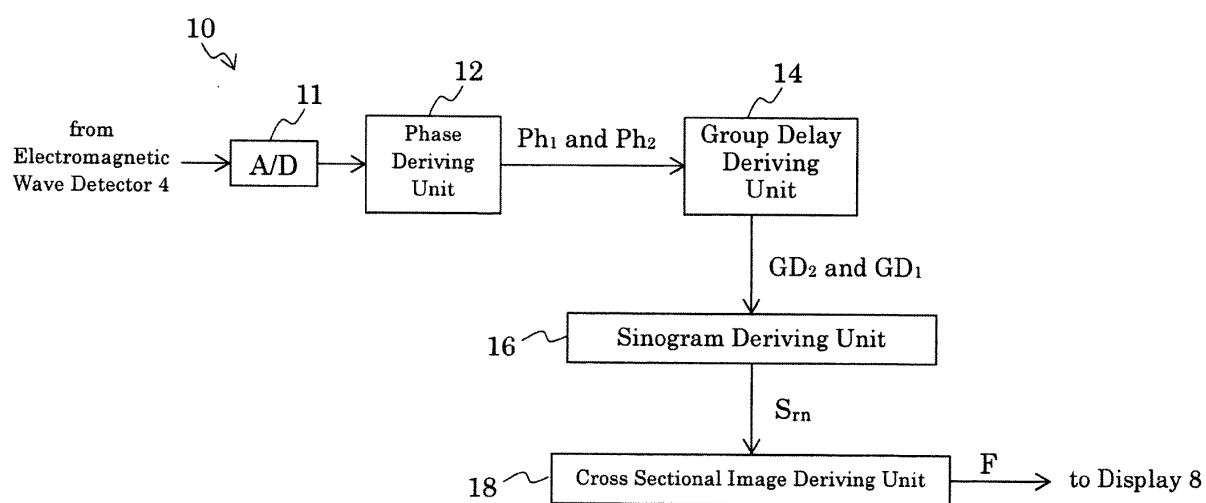 10
11
12
14
from
Electromagnetic
Wave Detector 4
A/D
Phase
Deriving
Unit
Ph₁ and Ph₂
Group Delay
Deriving
Unit
GD₂ and GD₁
16
Sinogram Deriving Unit
Srn
18
Cross Sectional Image Deriving Unit
F
to Display 8